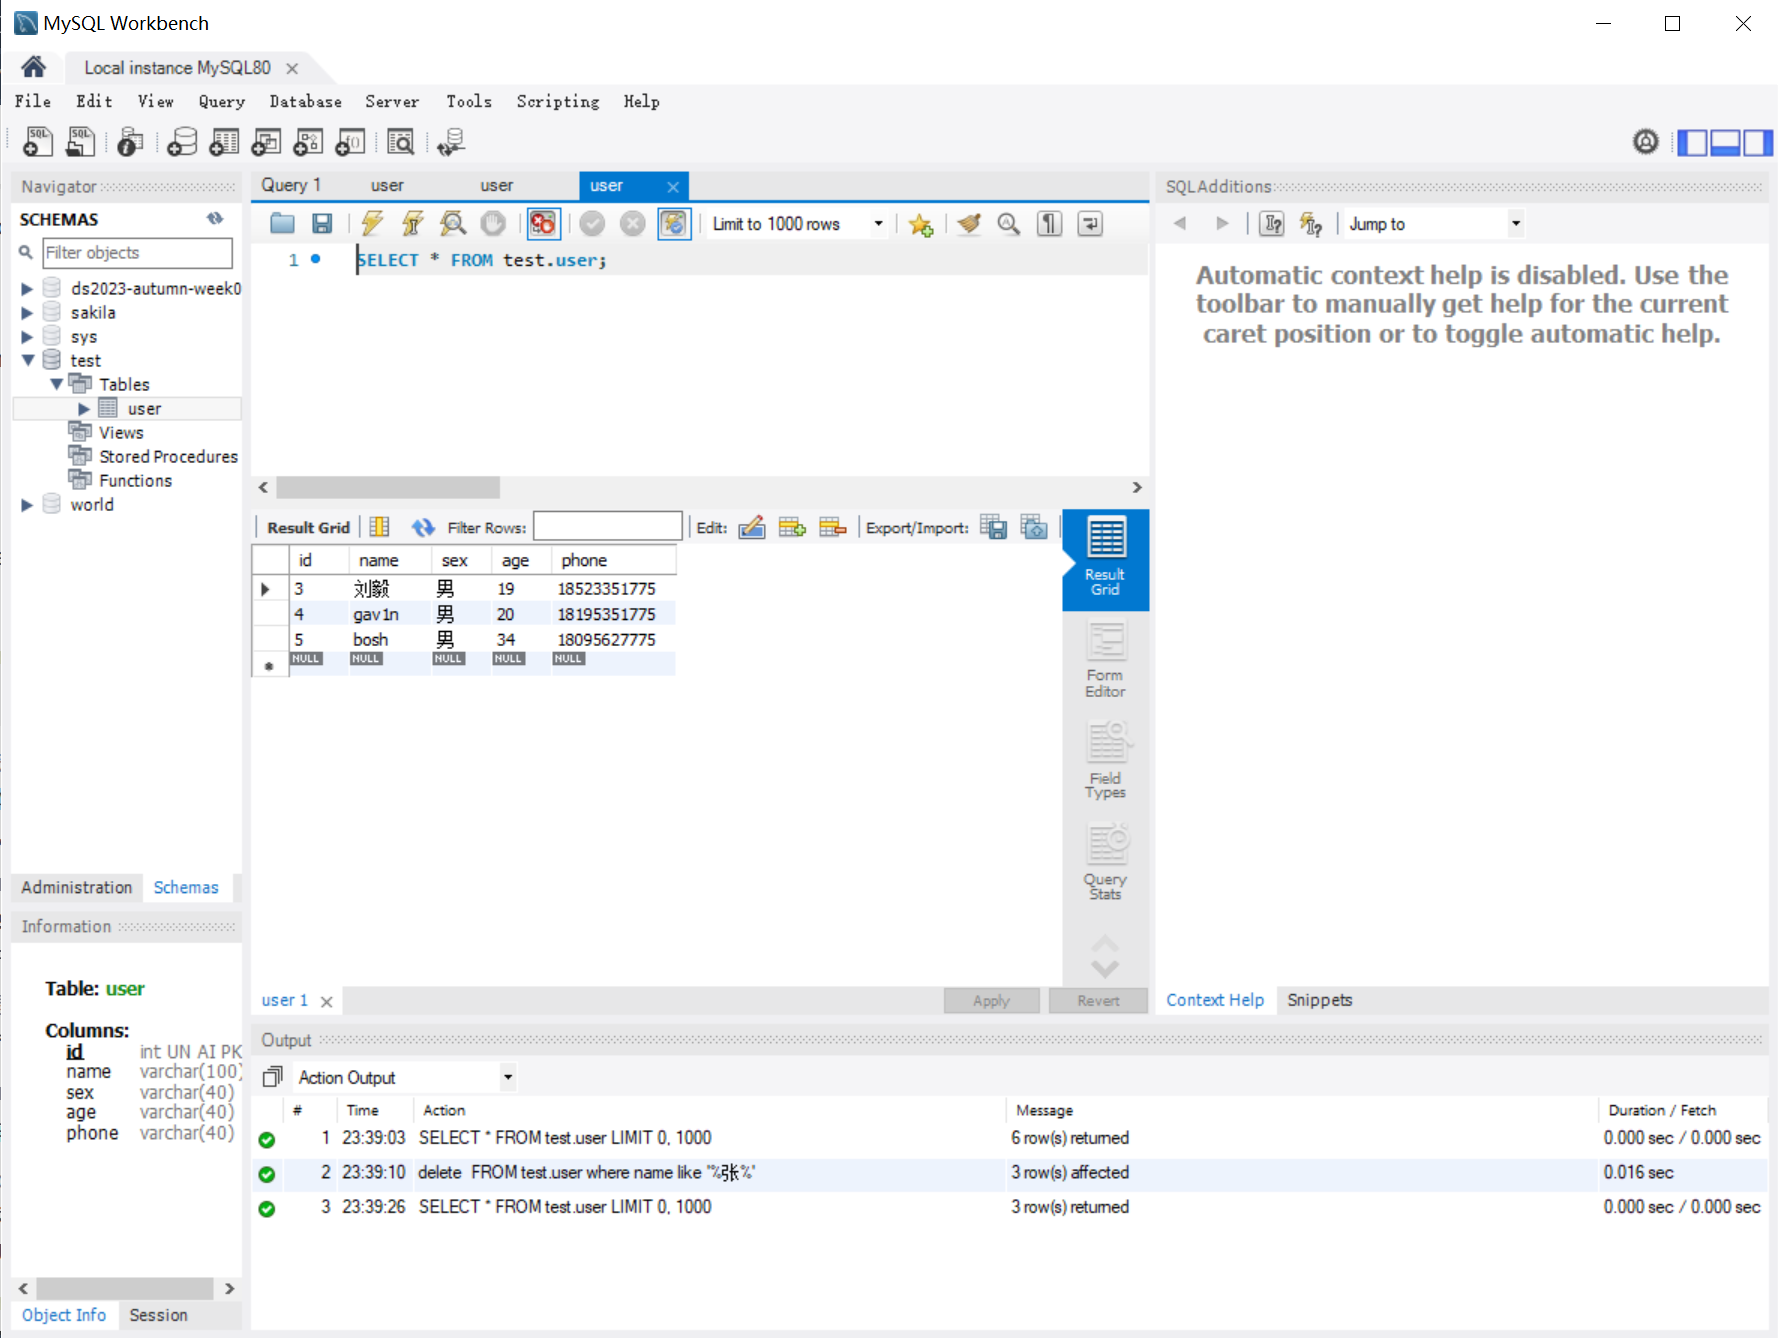 MySQL Workbench
Local instance MySQL80
File Edit View Query Database Server Tools Scripting Help
Navigator
SCHEMAS
Filter objects
ds2023-autumn-week0
sakila
sys
test
Tables
user
Views
Stored Procedures
Functions
world
Administration Schemas
Information
Table: user
Columns:
id int UN AI PK
name varchar(100)
sex varchar(40)
age varchar(40)
phone varchar(40)
Object Info Session
Query 1 user user user
Limit to 1000 rows
1 SELECT * FROM test.user;
Result Grid Filter Rows: Edit: Export/Import:
id name sex age phone
3 刘毅 男 19 18523351775
4 gav1n 男 20 18195351775
5 bosh 男 34 18095627775
NULL NULL NULL NULL NULL
Result
Grid
Form
Editor
Field
Types
Query
Stats
user 1 Apply Revert
SQLAdditions
Jump to
Automatic context help is disabled. Use the
toolbar to manually get help for the current
caret position or to toggle automatic help.
Context Help Snippets
Output
Action Output
# Time Action Message Duration / Fetch
1 23:39:03 SELECT * FROM test.user LIMIT 0, 1000 6 row(s) returned 0.000 sec / 0.000 sec
2 23:39:10 delete  FROM test.user where name like '%张%' 3 row(s) affected 0.016 sec
3 23:39:26 SELECT * FROM test.user LIMIT 0, 1000 3 row(s) returned 0.000 sec / 0.000 sec